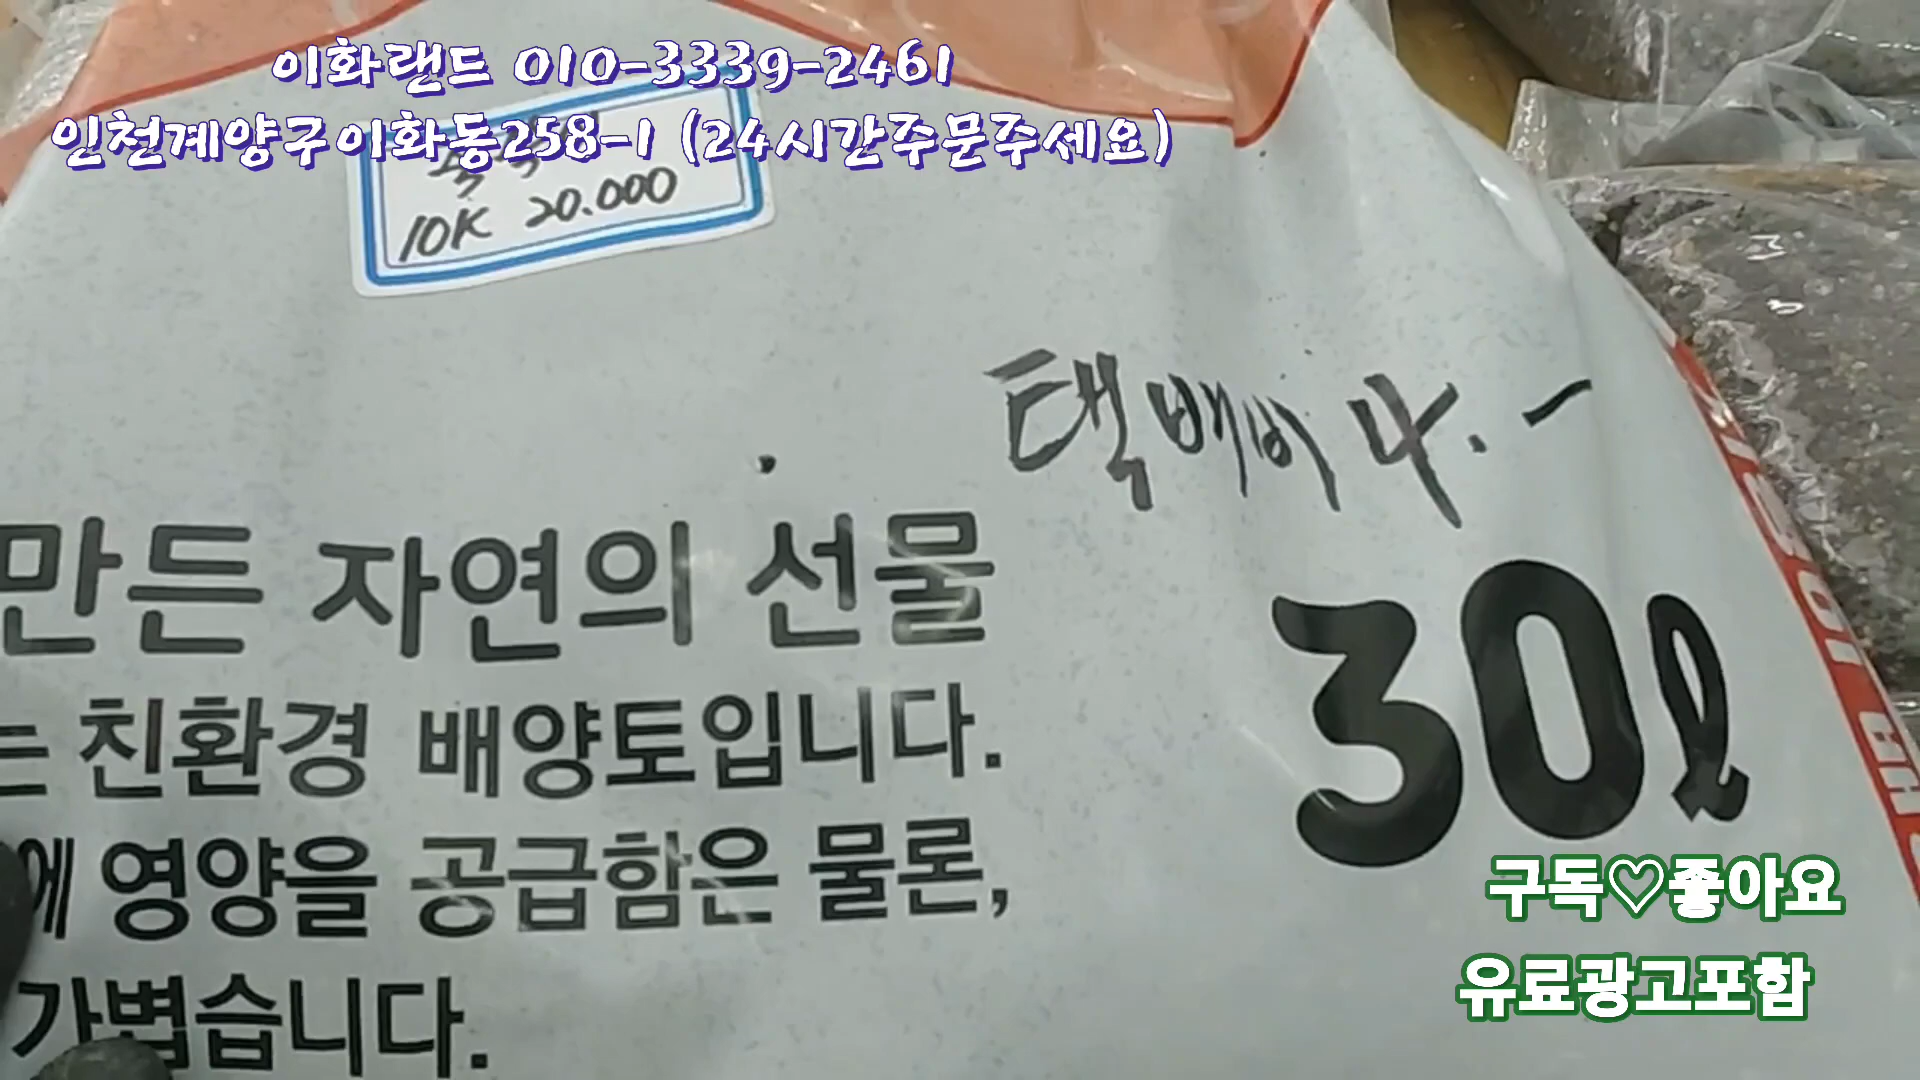 이화랜드 010-3339-2461
인천계양구이화동258-1 (24시간주문주세요)
10K 20.000
택배비 4.-
만든 자연의 선물
30ℓ
는 친환경 배양토입니다.
에 영양을 공급함은 물론,
가볍습니다.
구독♡좋아요
유료광고포함